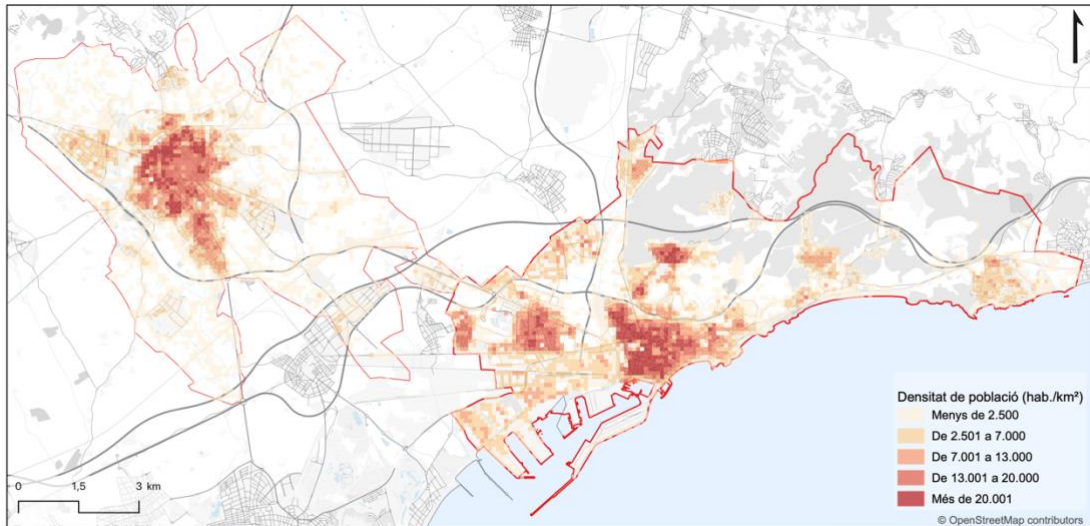 Densitat de població (hab./km²)
Menys de 2.500
De 2.501 a 7.000
De 7.001 a 13.000
De 13.001 a 20.000
Més de 20.001
0 1,5 3 km
© OpenStreetMap contributors